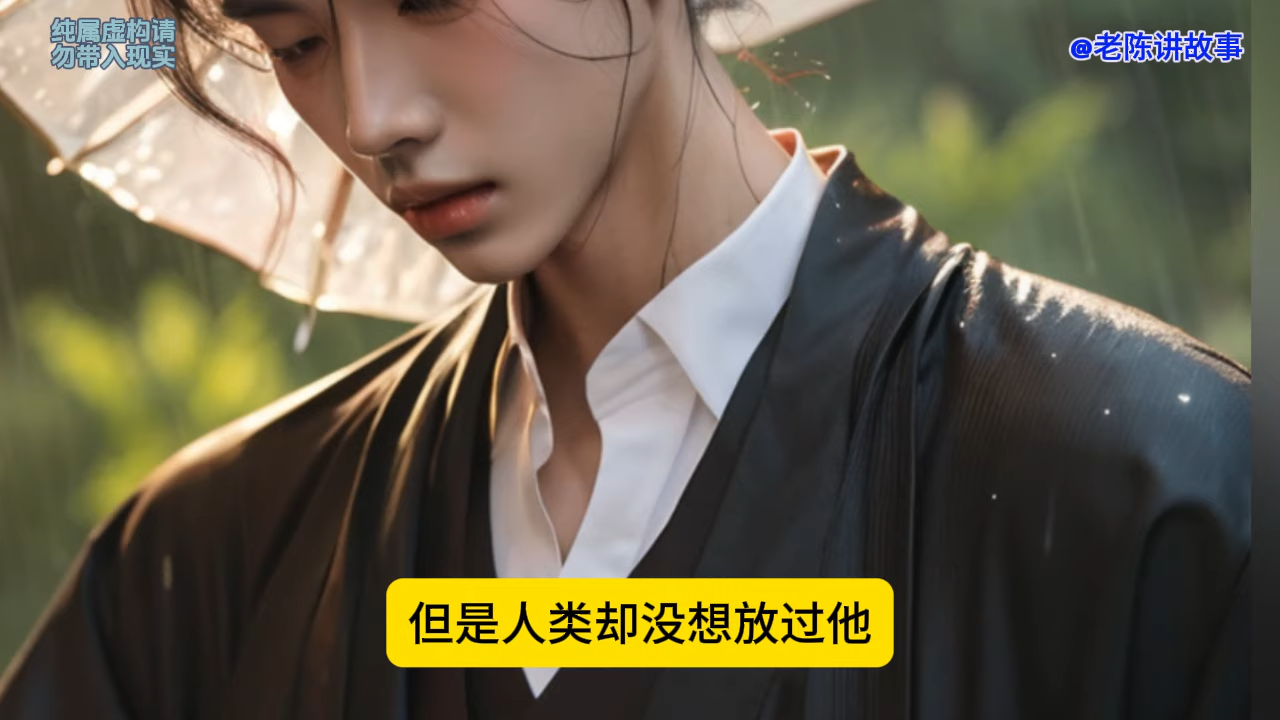 纯属虚构请
勿带入现实
@老陈讲故事
但是人类却没想放过他